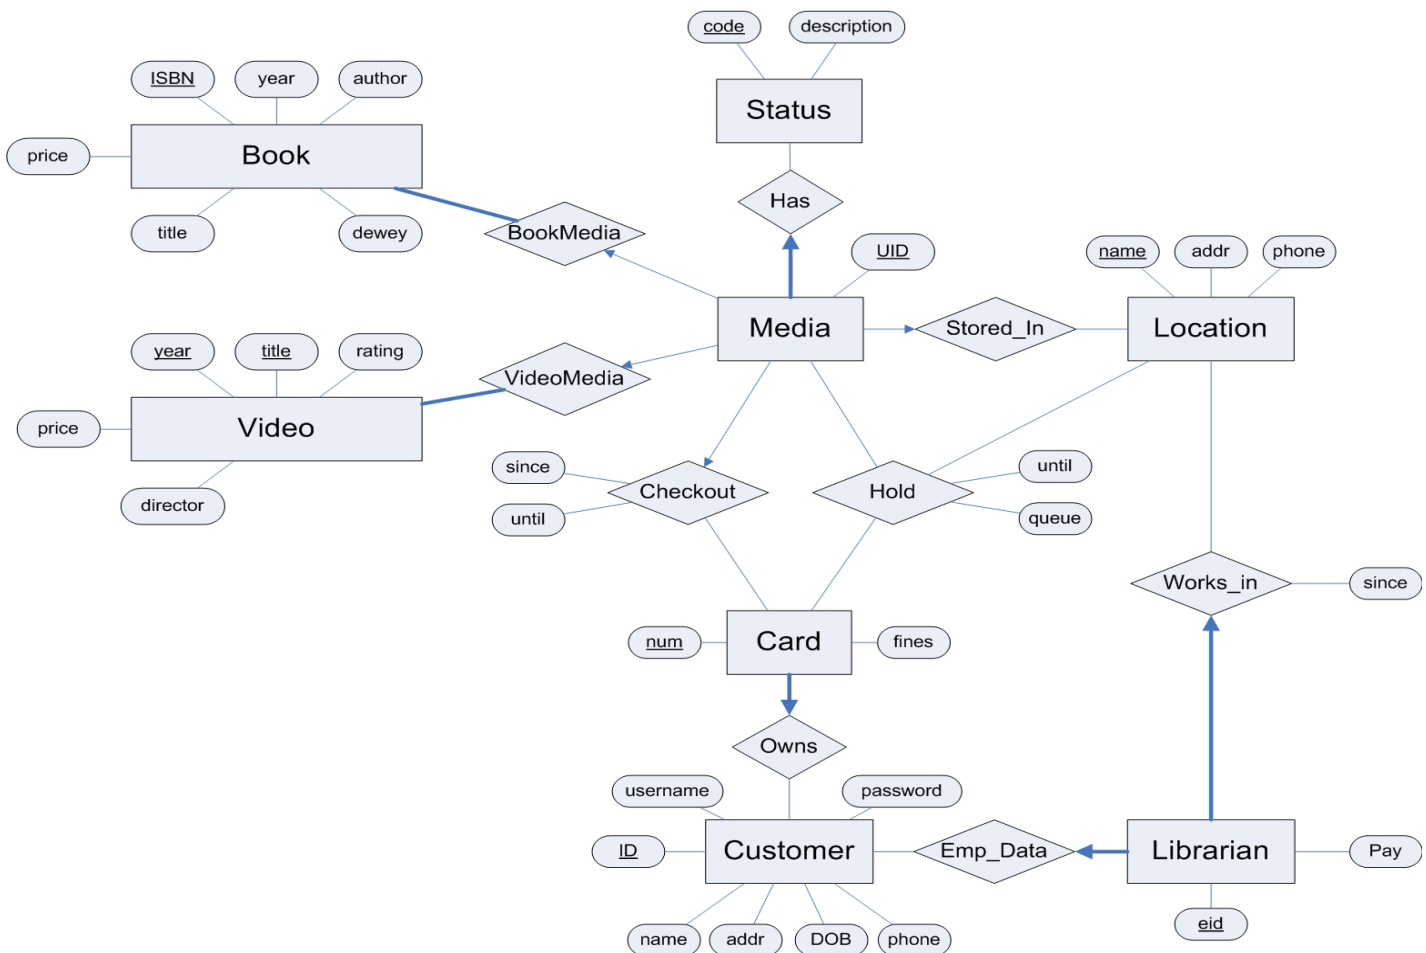 code
description
Status
ISBN
year
author
price
Book
title
dewey
Has
BookMedia
UID
name
addr
phone
Media
Stored_In
Location
year
title
rating
VideoMedia
price
Video
director
since
until
Checkout
Hold
until
queue
Works_in
since
num
Card
fines
Owns
username
password
ID
Customer
Emp_Data
Librarian
Pay
name
addr
DOB
phone
eid